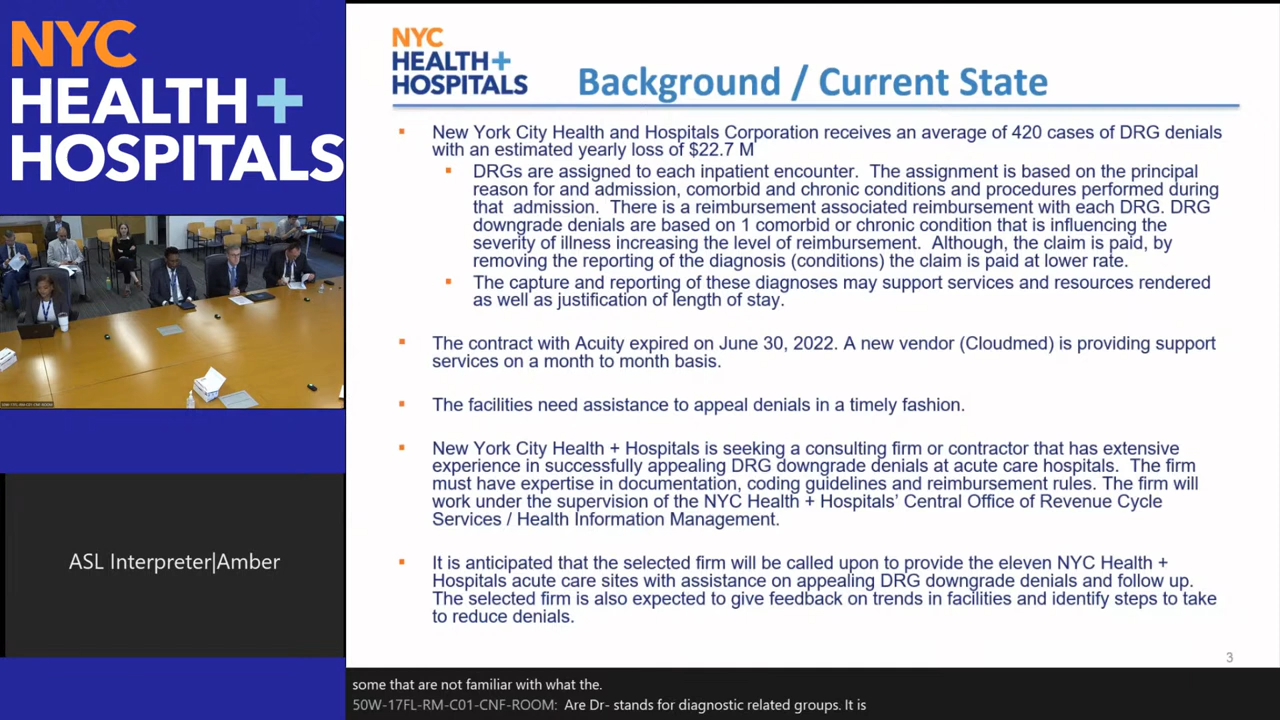 NYC
HEALTH+
HOSPITALS
ASL Interpreter|Amber
NYC
HEALTH+
HOSPITALS
Background / Current State
▪ New York City Health and Hospitals Corporation receives an average of 420 cases of DRG denials
with an estimated yearly loss of $22.7 M
▪ DRGs are assigned to each inpatient encounter. The assignment is based on the principal
reason for and admission, comorbid and chronic conditions and procedures performed during
that admission. There is a reimbursement associated reimbursement with each DRG. DRG
downgrade denials are based on 1 comorbid or chronic condition that is influencing the
severity of illness increasing the level of reimbursement. Although, the claim is paid, by
removing the reporting of the diagnosis (conditions) the claim is paid at lower rate.
▪ The capture and reporting of these diagnoses may support services and resources rendered
as well as justification of length of stay.
▪ The contract with Acuity expired on June 30, 2022. A new vendor (Cloudmed) is providing support
services on a month to month basis.
▪ The facilities need assistance to appeal denials in a timely fashion.
▪ New York City Health + Hospitals is seeking a consulting firm or contractor that has extensive
experience in successfully appealing DRG downgrade denials at acute care hospitals. The firm
must have expertise in documentation, coding guidelines and reimbursement rules. The firm will
work under the supervision of the NYC Health + Hospitals’ Central Office of Revenue Cycle
Services / Health Information Management.
▪ It is anticipated that the selected firm will be called upon to provide the eleven NYC Health +
Hospitals acute care sites with assistance on appealing DRG downgrade denials and follow up.
The selected firm is also expected to give feedback on trends in facilities and identify steps to take
to reduce denials.
3
some that are not familiar with what the.
50W-17FL-RM-C01-CNF-ROOM: Are Dr- stands for diagnostic related groups. It is